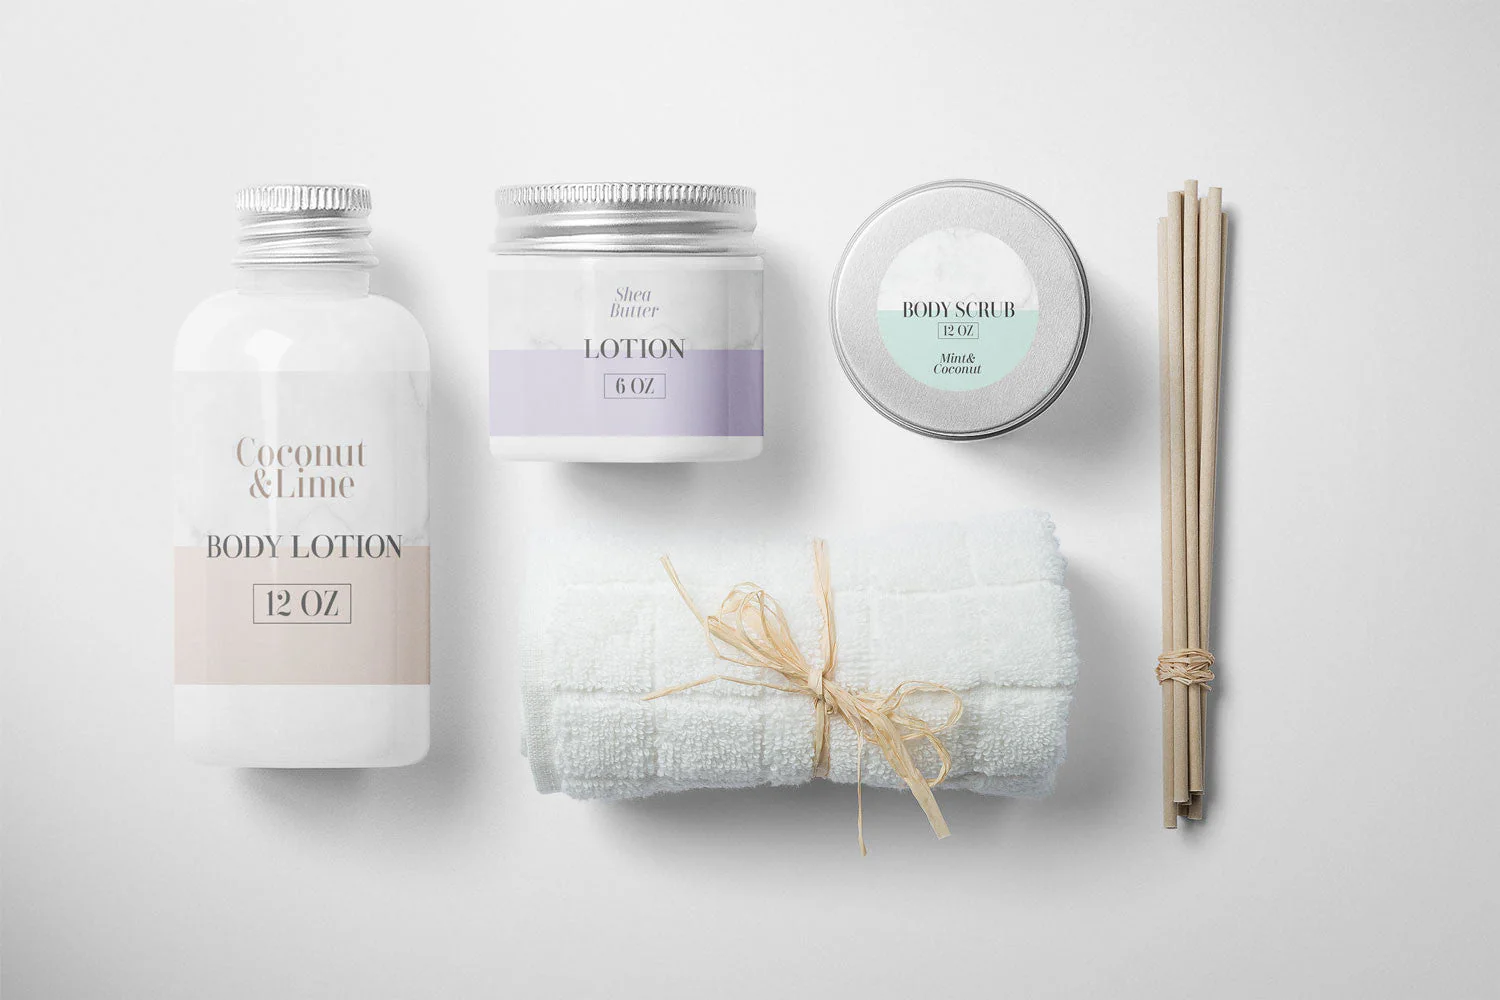 Coconut
&Lime
BODY LOTION
12 OZ
Shea
Butter
LOTION
6 OZ
BODY SCRUB
12 OZ
Mint&
Coconut